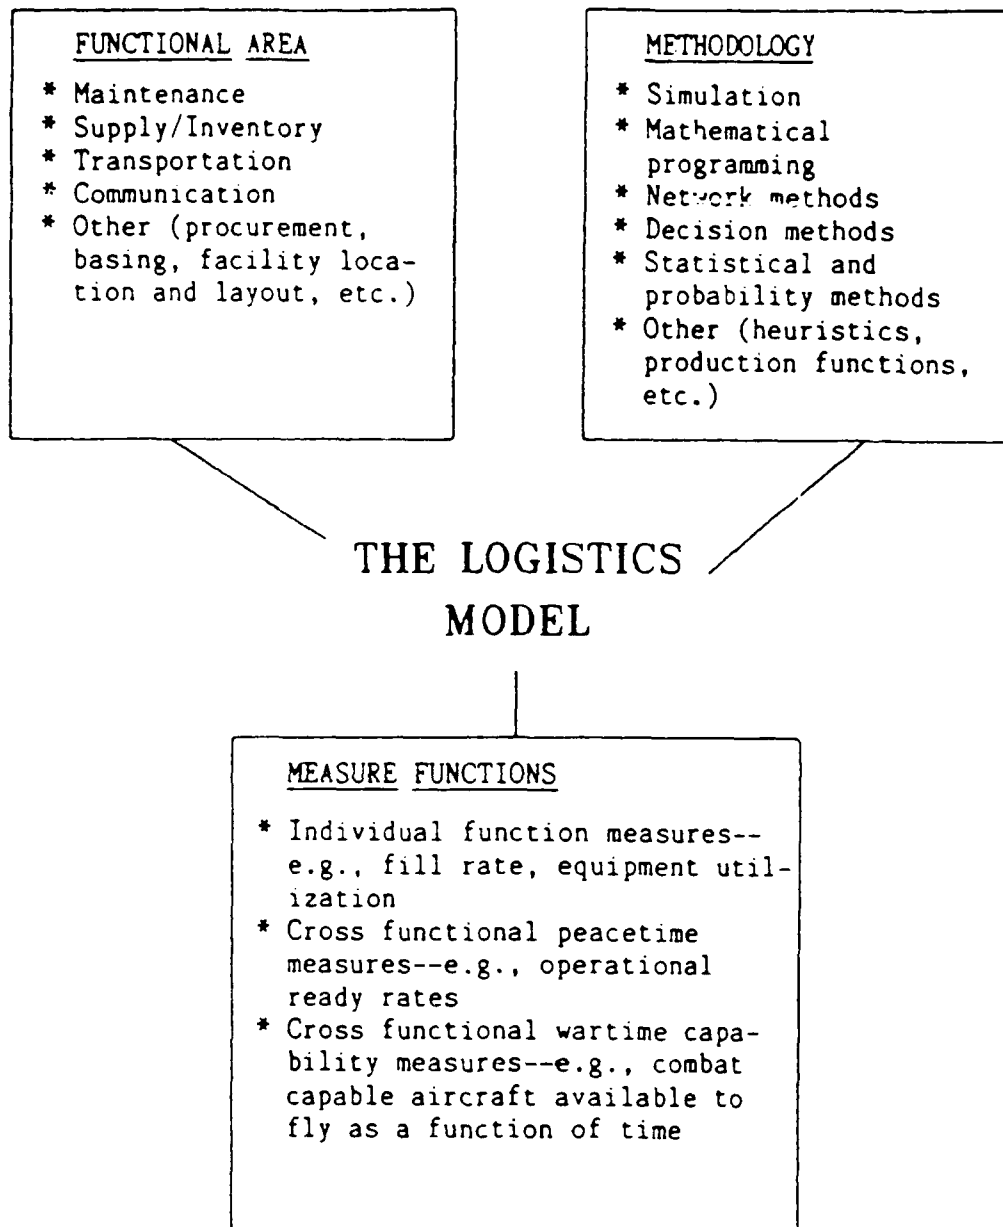 FUNCTIONAL AREA
* Maintenance
* Supply/Inventory
* Transportation
* Communication
* Other (procurement,
basing, facility loca-
tion and layout, etc.)
METHODOLOGY
* Simulation
* Mathematical
programming
* Network methods
* Decision methods
* Statistical and
probability methods
* Other (heuristics,
production functions,
etc.)
THE LOGISTICS
MODEL
MEASURE FUNCTIONS
* Individual function measures--
e.g., fill rate, equipment util-
ization
* Cross functional peacetime
measures--e.g., operational
ready rates
* Cross functional wartime capa-
bility measures--e.g., combat
capable aircraft available to
fly as a function of time